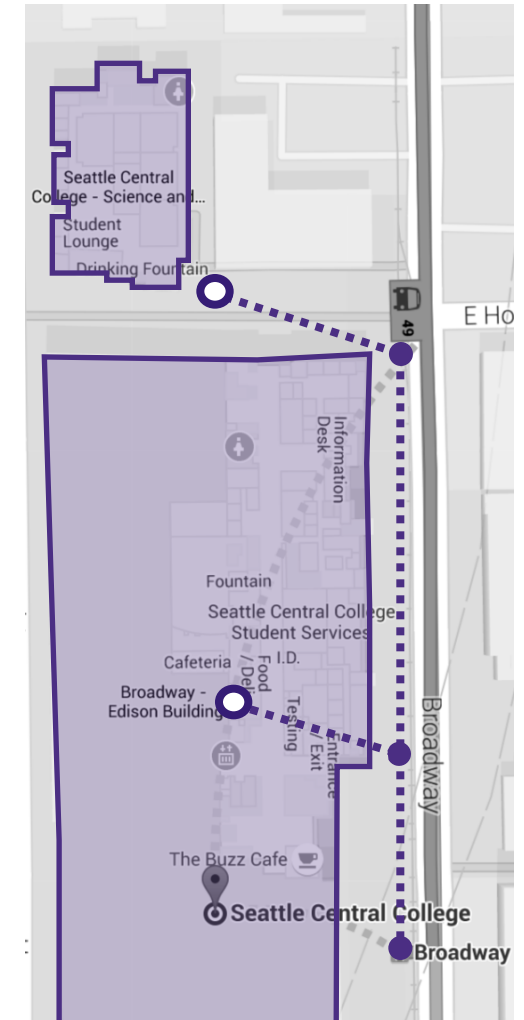 Seattle Central
College - Science and...
Student
Lounge
Drinking Fountain
49
E Ho
Information
Desk
Fountain
Seattle Central College
Student Services
I.D.
Cafeteria
Food
/ Deli
Broadway -
Edison Building
Testing
Entrance
/ Exit
Broadway
The Buzz Cafe
Seattle Central College
Broadway